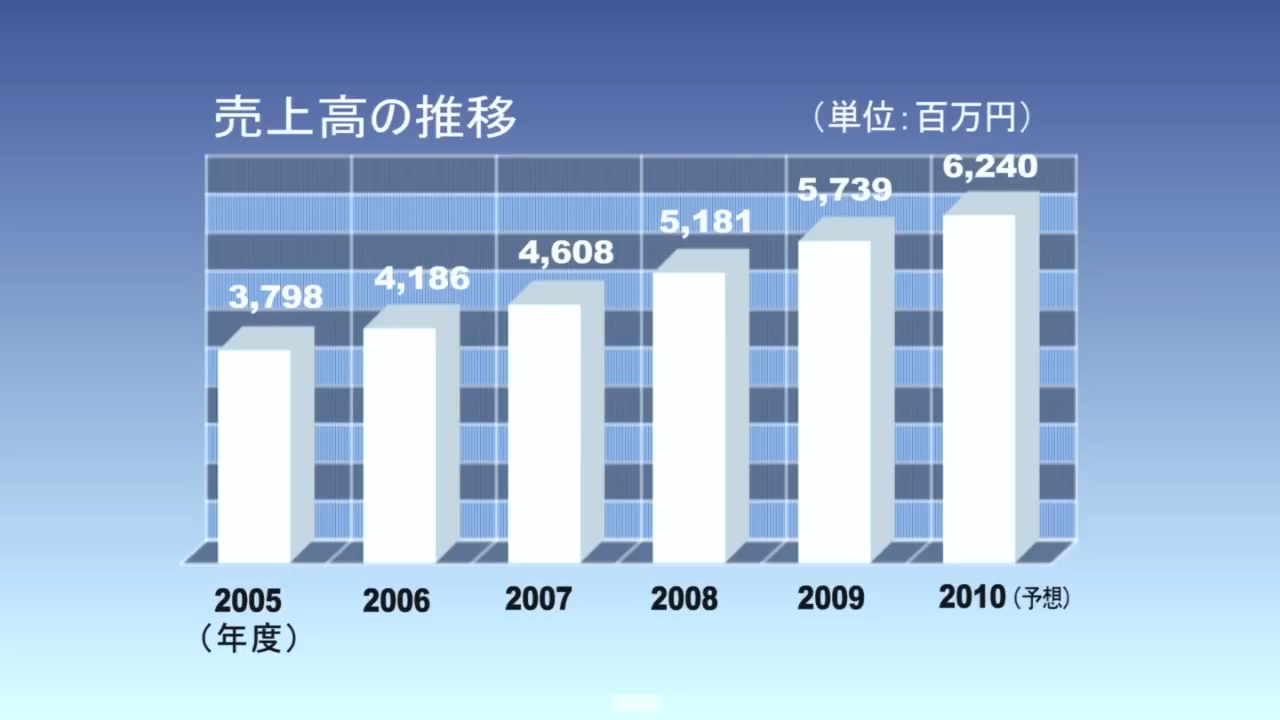 売上高の推移
（単位：百万円）
3,798
4,186
4,608
5,181
5,739
6,240
2005
2006
2007
2008
2009
2010（予想）
（年度）